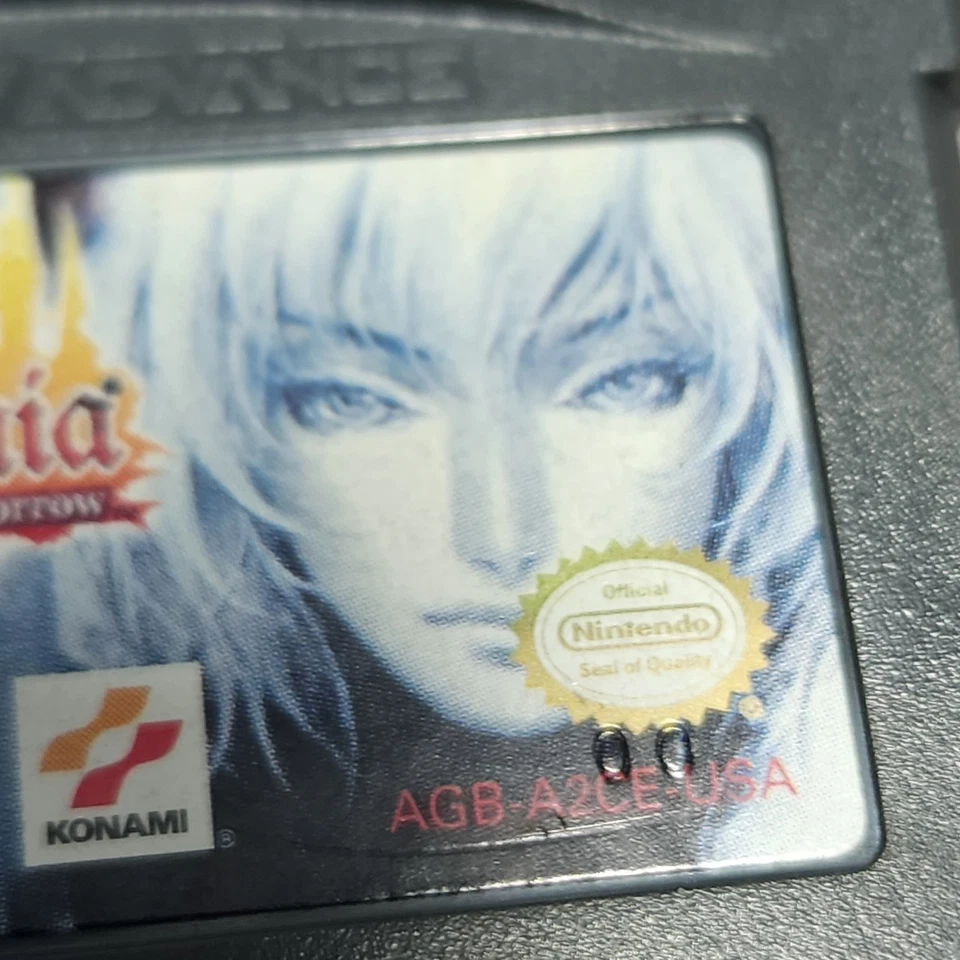 ADVANCE
nia
orrow
Official
Nintendo
Seal of Quality
00
AGB-A2CE-USA
KONAMI
®